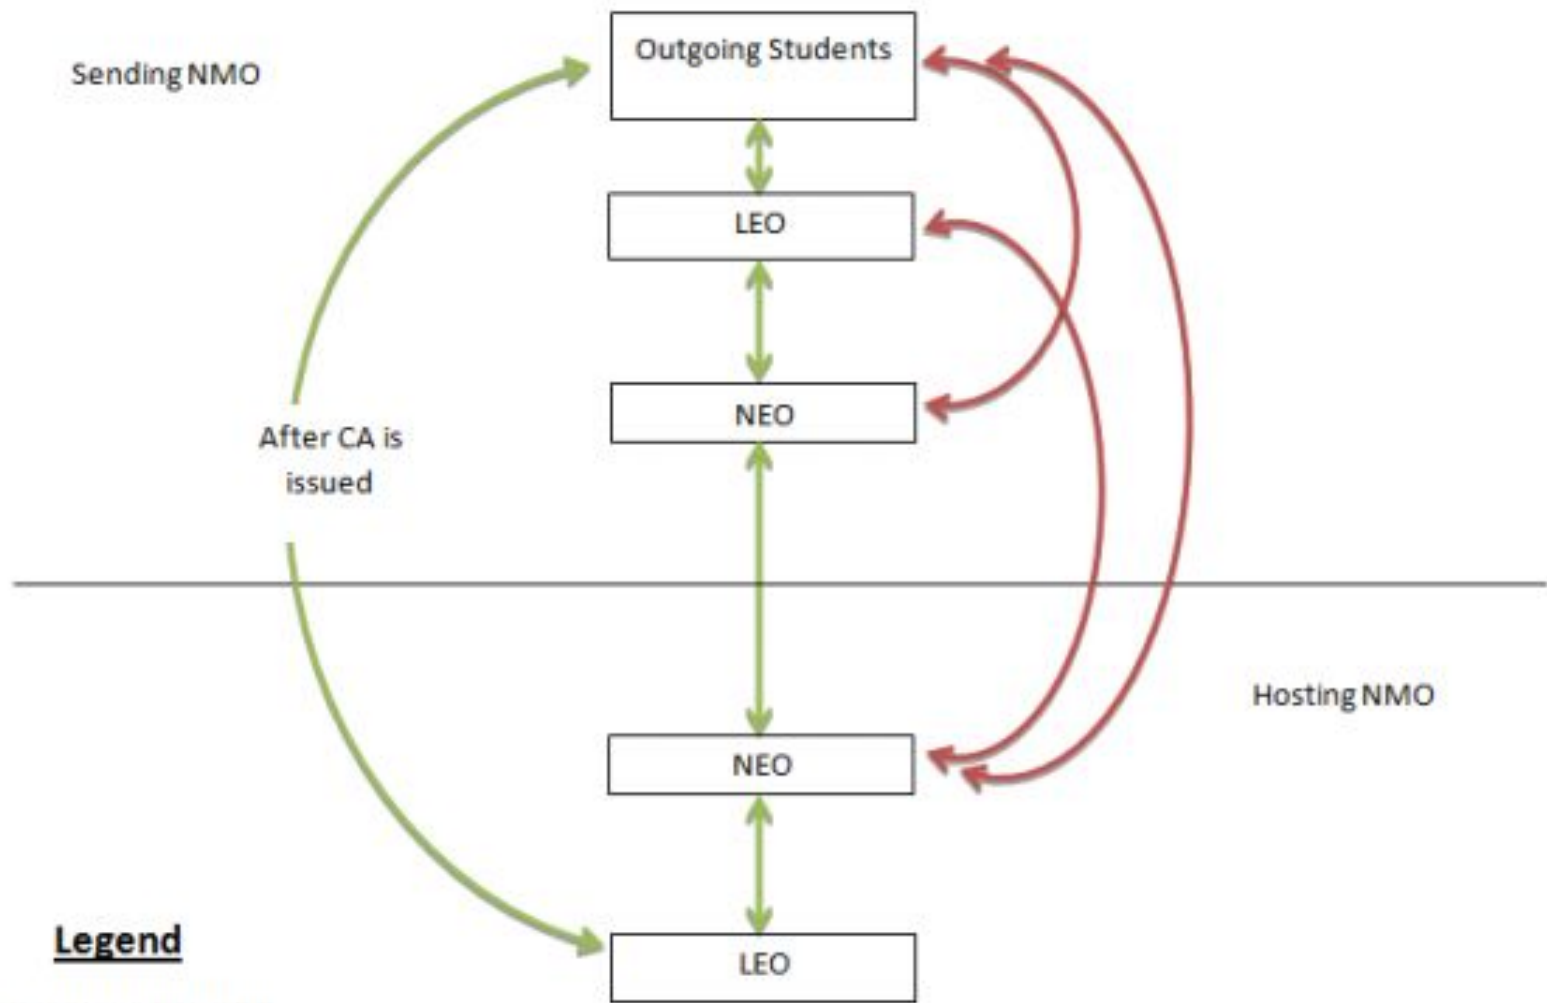 Outgoing Students
Sending NMO
LEO
NEO
After CA is
issued
Hosting NMO
NEO
Legend
LEO